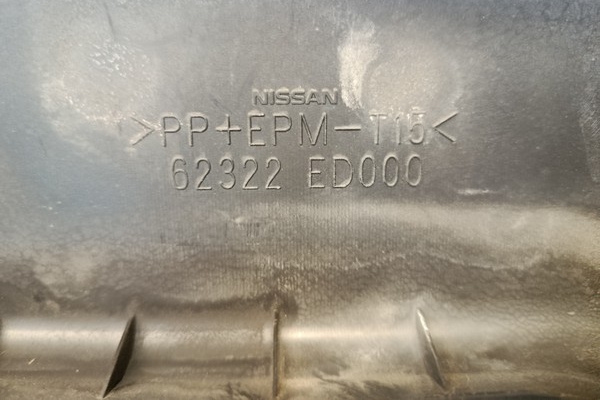 NISSAN
>PP+EPM-T15<
62322 ED000